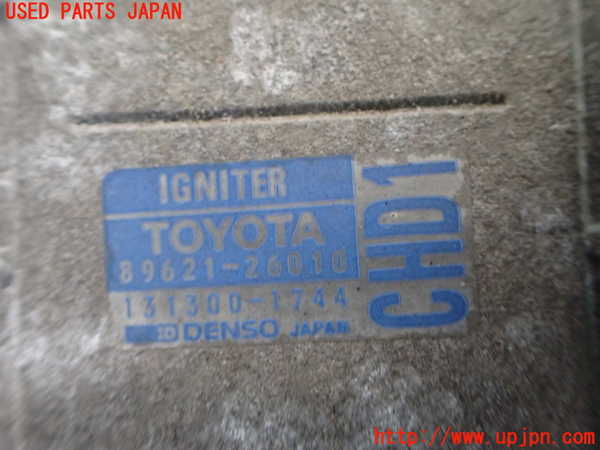 USED PARTS JAPAN
IGNITER
TOYOTA
89621-26010
131300-1744
DENSO JAPAN
CHD1
http://www.upjpn.com/